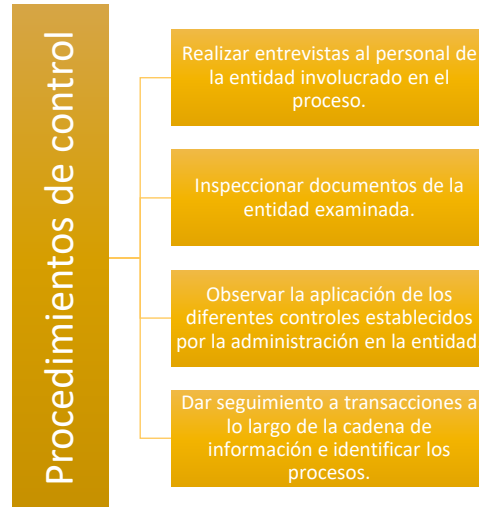 Procedimientos de control
Realizar entrevistas al personal de
la entidad involucrado en el
proceso.
Inspeccionar documentos de la
entidad examinada.
Observar la aplicación de los
diferentes controles establecidos
por la administración en la entidad
Dar seguimiento a transacciones a
lo largo de la cadena de
información e identificar los
procesos.